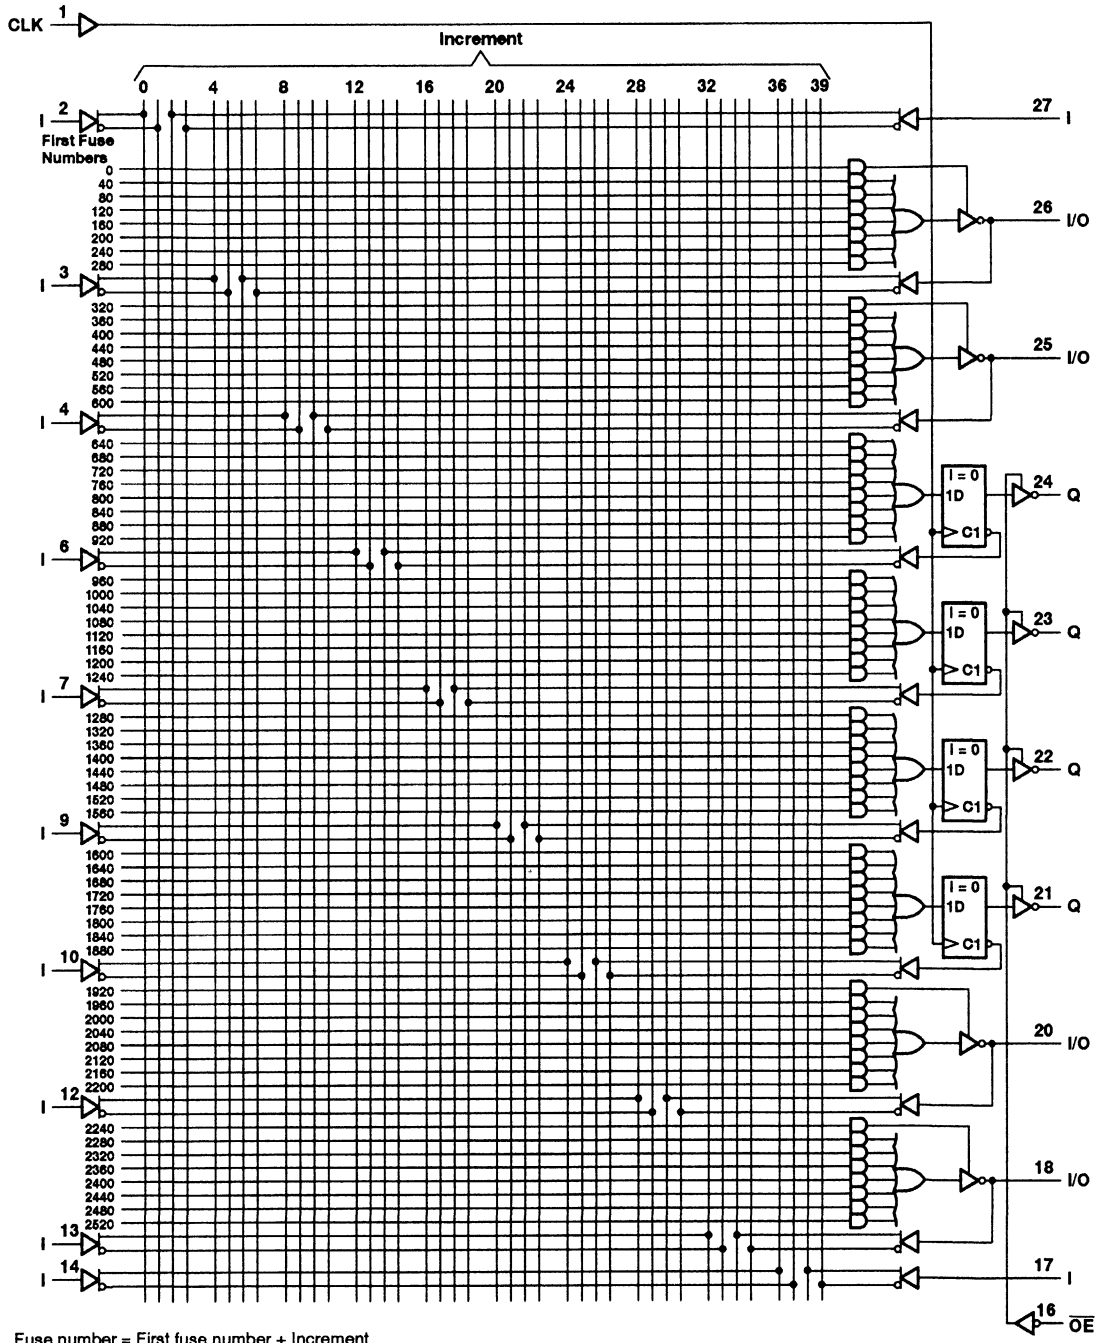 CLK 1
Increment
0 4 8 12 16 20 24 28 32 36 39
I 2
27 I
First Fuse
Numbers
0
40
80
120
160
200
240
280
26 I/O
I 3
320
360
400
440
480
520
560
600
25 I/O
I 4
640
680
720
760
800
840
880
920
I = 0
1D
C1
24 Q
I 6
960
1000
1040
1080
1120
1160
1200
1240
I = 0
1D
C1
23 Q
I 7
1280
1320
1360
1400
1440
1480
1520
1560
I = 0
1D
C1
22 Q
I 9
1600
1640
1680
1720
1760
1800
1840
1880
I = 0
1D
C1
21 Q
I 10
1920
1960
2000
2040
2080
2120
2160
2200
20 I/O
I 12
2240
2280
2320
2360
2400
2440
2480
2520
18 I/O
I 13
I 14
17 I
16 OE
Fuse number = First fuse number + Increment